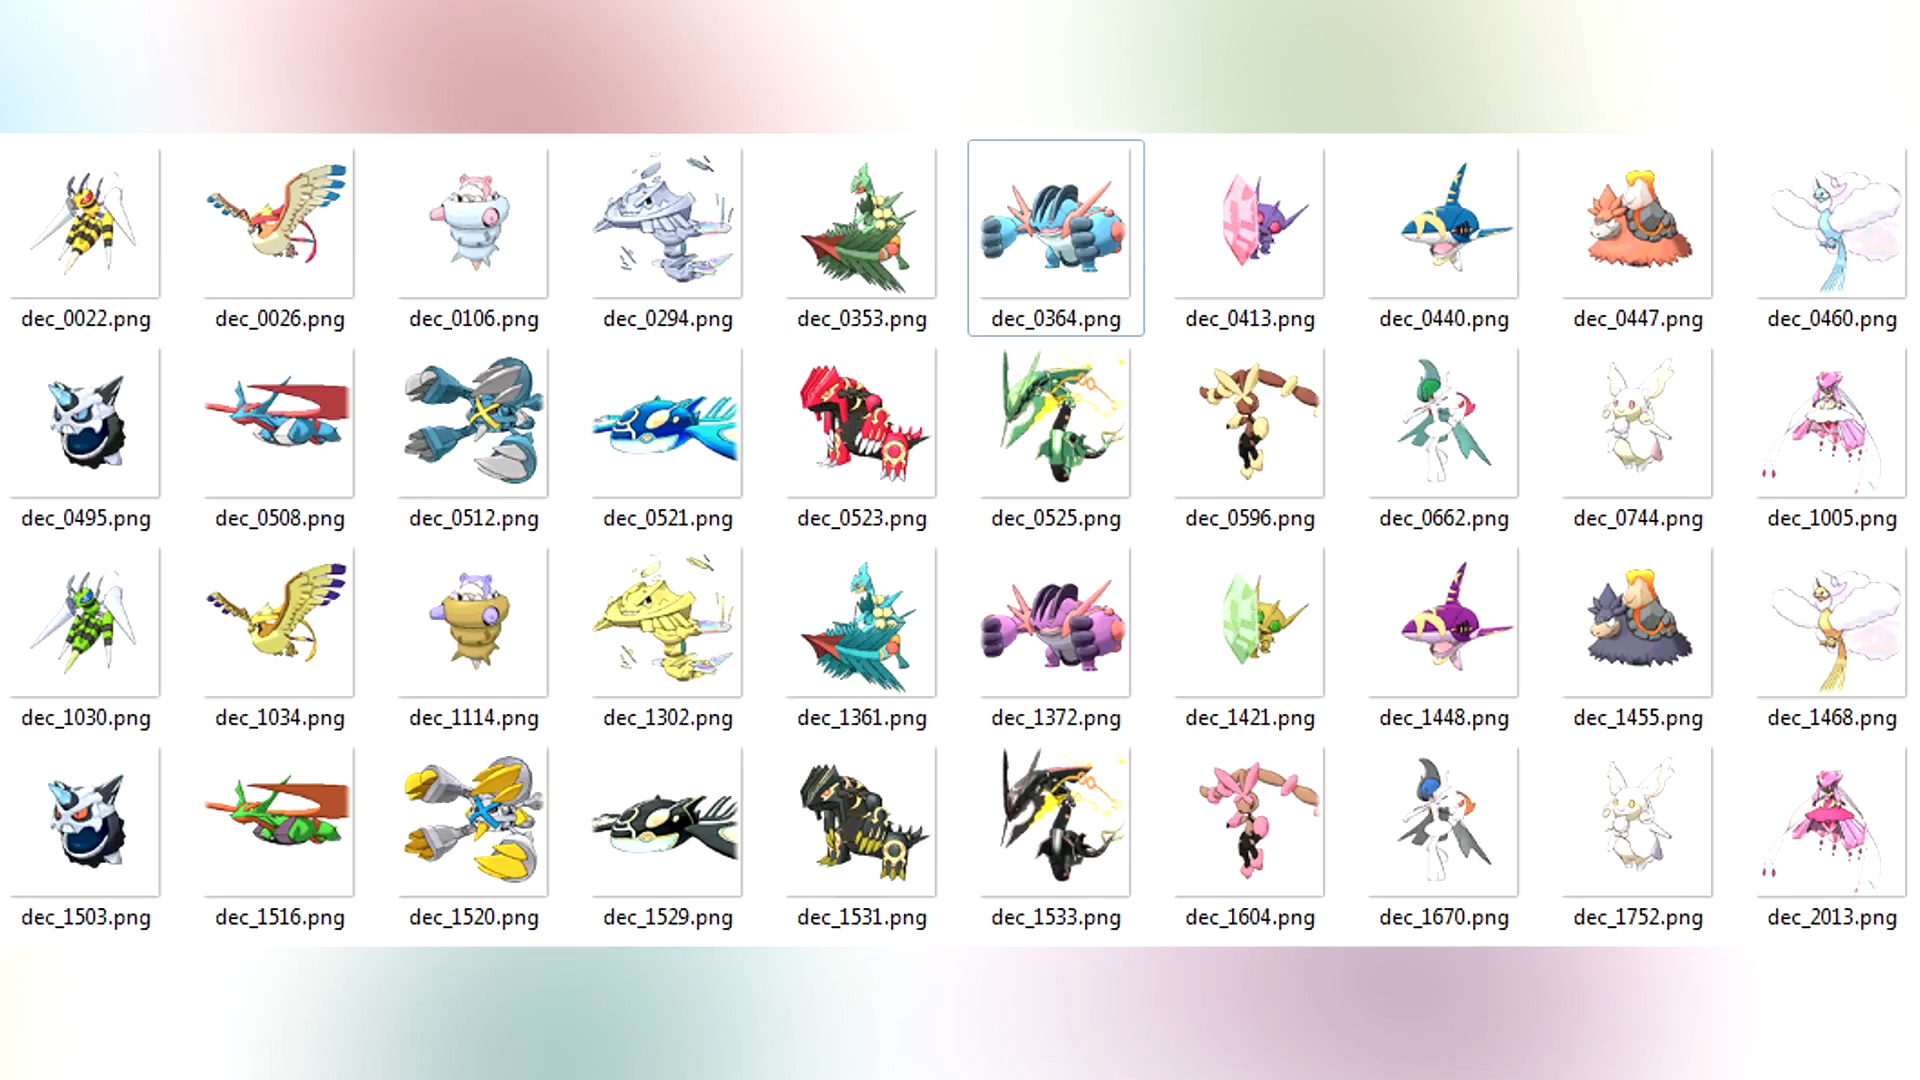 dec_0022.png dec_0026.png dec_0106.png dec_0294.png dec_0353.png dec_0364.png dec_0413.png dec_0440.png dec_0447.png dec_0460.png
dec_0495.png dec_0508.png dec_0512.png dec_0521.png dec_0523.png dec_0525.png dec_0596.png dec_0662.png dec_0744.png dec_1005.png
dec_1030.png dec_1034.png dec_1114.png dec_1302.png dec_1361.png dec_1372.png dec_1421.png dec_1448.png dec_1455.png dec_1468.png
dec_1503.png dec_1516.png dec_1520.png dec_1529.png dec_1531.png dec_1533.png dec_1604.png dec_1670.png dec_1752.png dec_2013.png